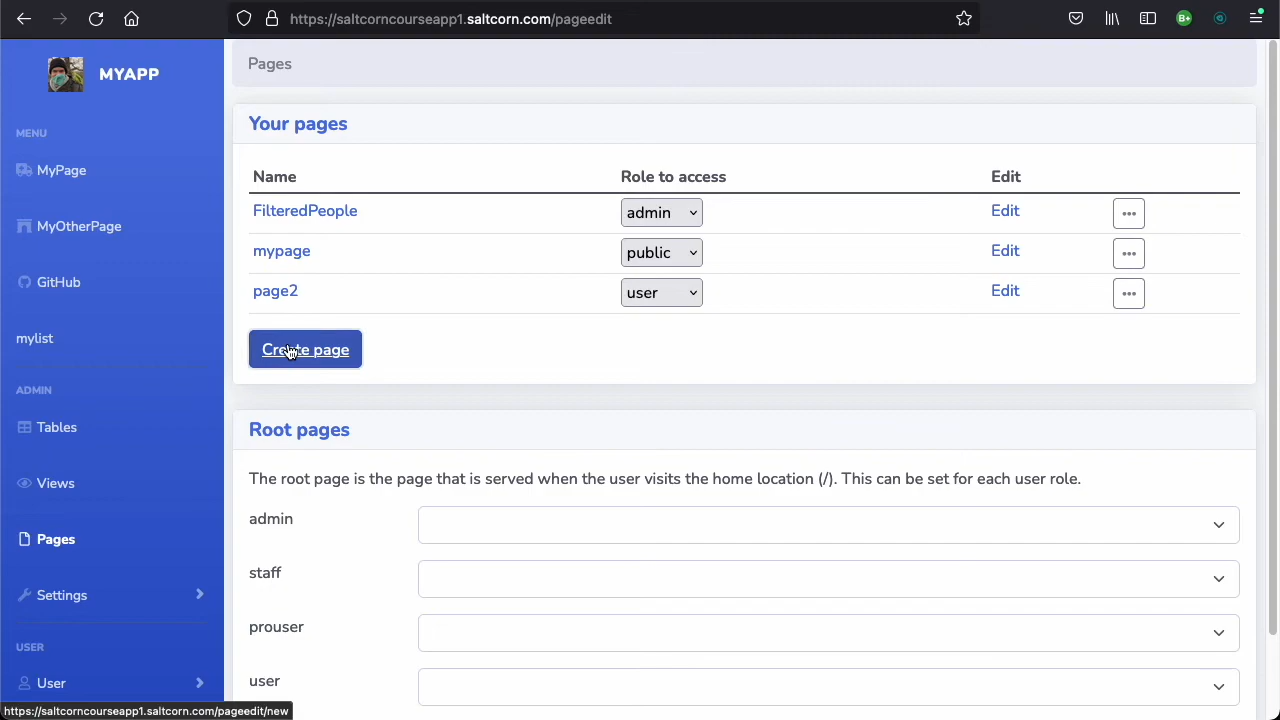 https://saltcorncourseapp1.saltcorn.com/pageedit
MYAPP
MENU
MyPage
MyOtherPage
GitHub
mylist
ADMIN
Tables
Views
Pages
Settings
USER
User
Pages
Your pages
Name Role to access Edit
FilteredPeople admin Edit
mypage public Edit
page2 user Edit
Create page
Root pages
The root page is the page that is served when the user visits the home location (/). This can be set for each user role.
admin
staff
prouser
user
https://saltcorncourseapp1.saltcorn.com/pageedit/new